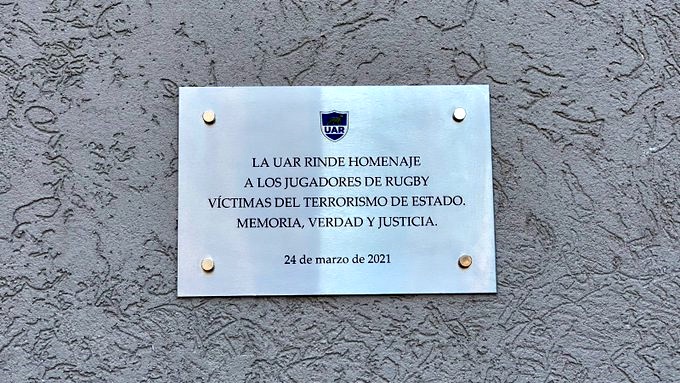 UAR
LA UAR RINDE HOMENAJE
A LOS JUGADORES DE RUGBY
VÍCTIMAS DEL TERRORISMO DE ESTADO.
MEMORIA, VERDAD Y JUSTICIA.
24 de marzo de 2021